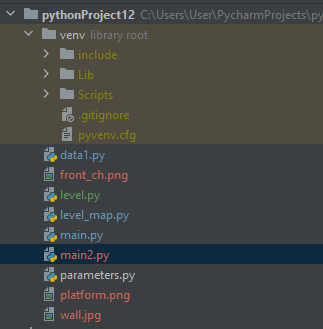 pythonProject12 C:\Users\User\PycharmProjects\py
venv library root
include
Lib
Scripts
.gitignore
pyvenv.cfg
data1.py
front_ch.png
level.py
level_map.py
main.py
main2.py
parameters.py
platform.png
wall.jpg